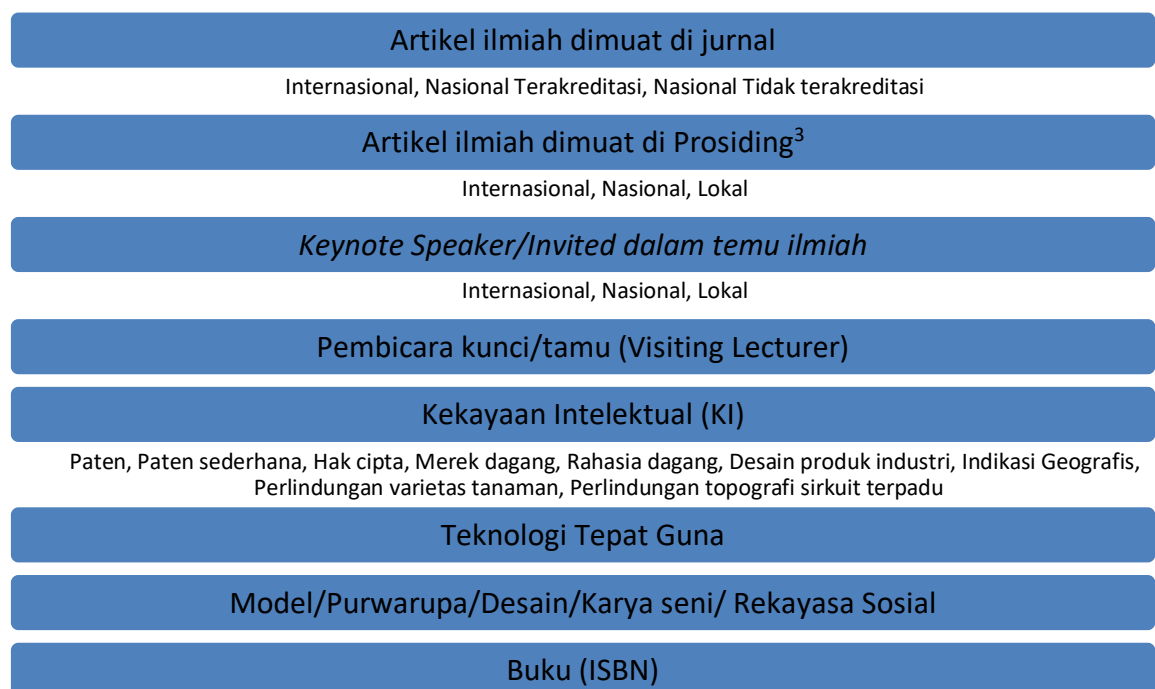 Artikel ilmiah dimuat di jurnal
Internasional, Nasional Terakreditasi, Nasional Tidak terakreditasi
Artikel ilmiah dimuat di Prosiding³
Internasional, Nasional, Lokal
Keynote Speaker/Invited dalam temu ilmiah
Internasional, Nasional, Lokal
Pembicara kunci/tamu (Visiting Lecturer)
Kekayaan Intelektual (KI)
Paten, Paten sederhana, Hak cipta, Merek dagang, Rahasia dagang, Desain produk industri, Indikasi Geografis,
Perlindungan varietas tanaman, Perlindungan topografi sirkuit terpadu
Teknologi Tepat Guna
Model/Purwarupa/Desain/Karya seni/ Rekayasa Sosial
Buku (ISBN)